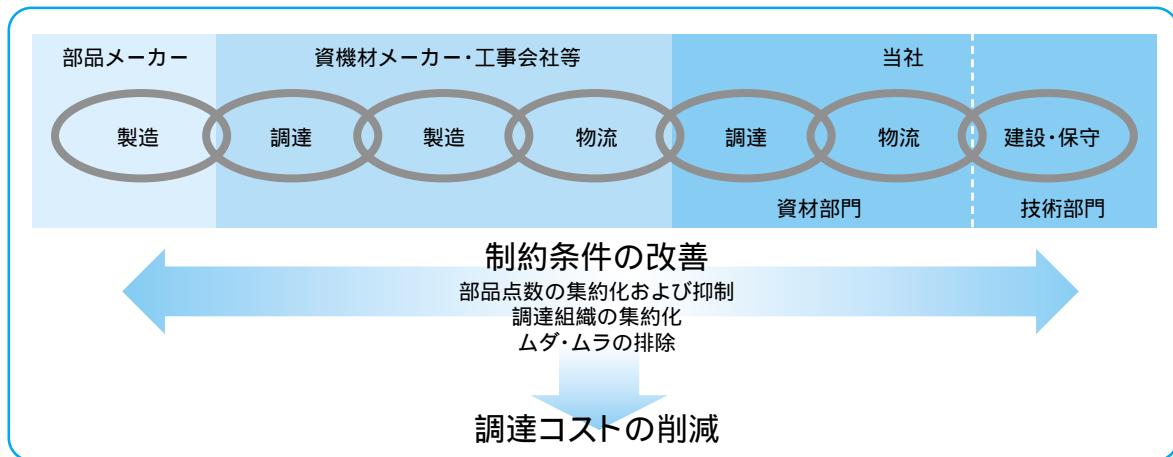 部品メーカー
資機材メーカー・工事会社等
当社
製造
調達
製造
物流
調達
物流
建設・保守
資材部門
技術部門
制約条件の改善
部品点数の集約化および抑制
調達組織の集約化
ムダ・ムラの排除
調達コストの削減